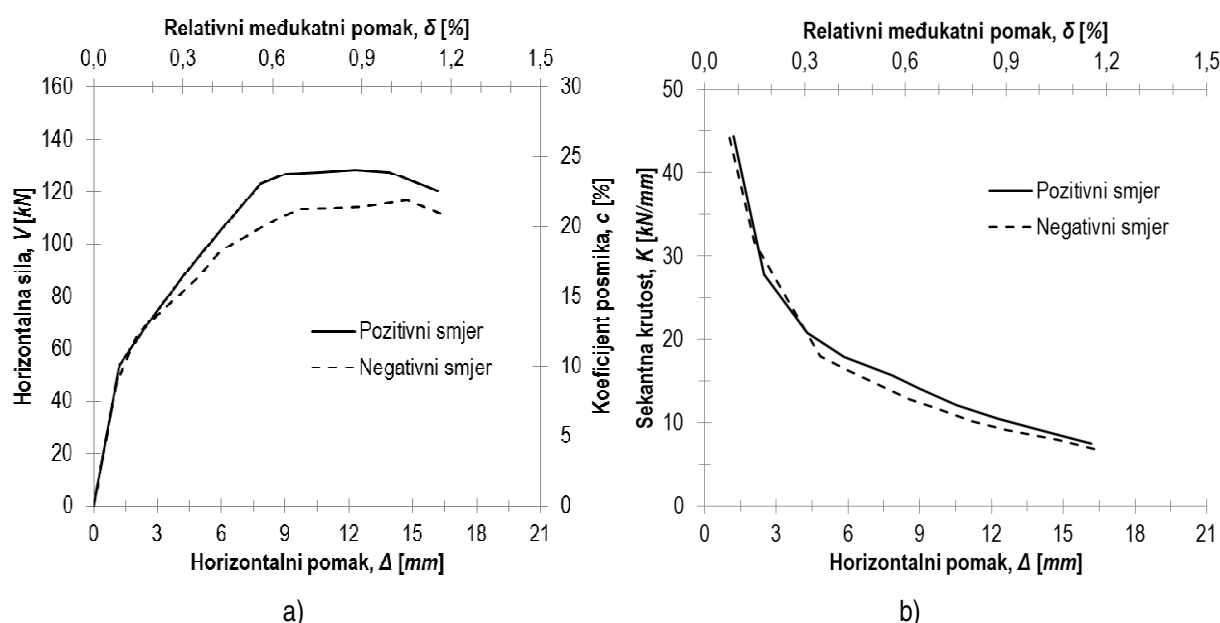 Relativni međukatni pomak, δ [%]
0,0 0,3 0,6 0,9 1,2 1,5
160 30
140
25
120
20
100
80 15
60
10
40
5
20
0 0
Horizontalna sila, V [kN]
Koeficijent posmika, c [%]
Pozitivni smjer
Negativni smjer
0 3 6 9 12 15 18 21
Horizontalni pomak, Δ [mm]
a)
Relativni međukatni pomak, δ [%]
0,0 0,3 0,6 0,9 1,2 1,5
50
40
30
20
10
0
Sekantna krutost, K [kN/mm]
Pozitivni smjer
Negativni smjer
0 3 6 9 12 15 18 21
Horizontalni pomak, Δ [mm]
b)